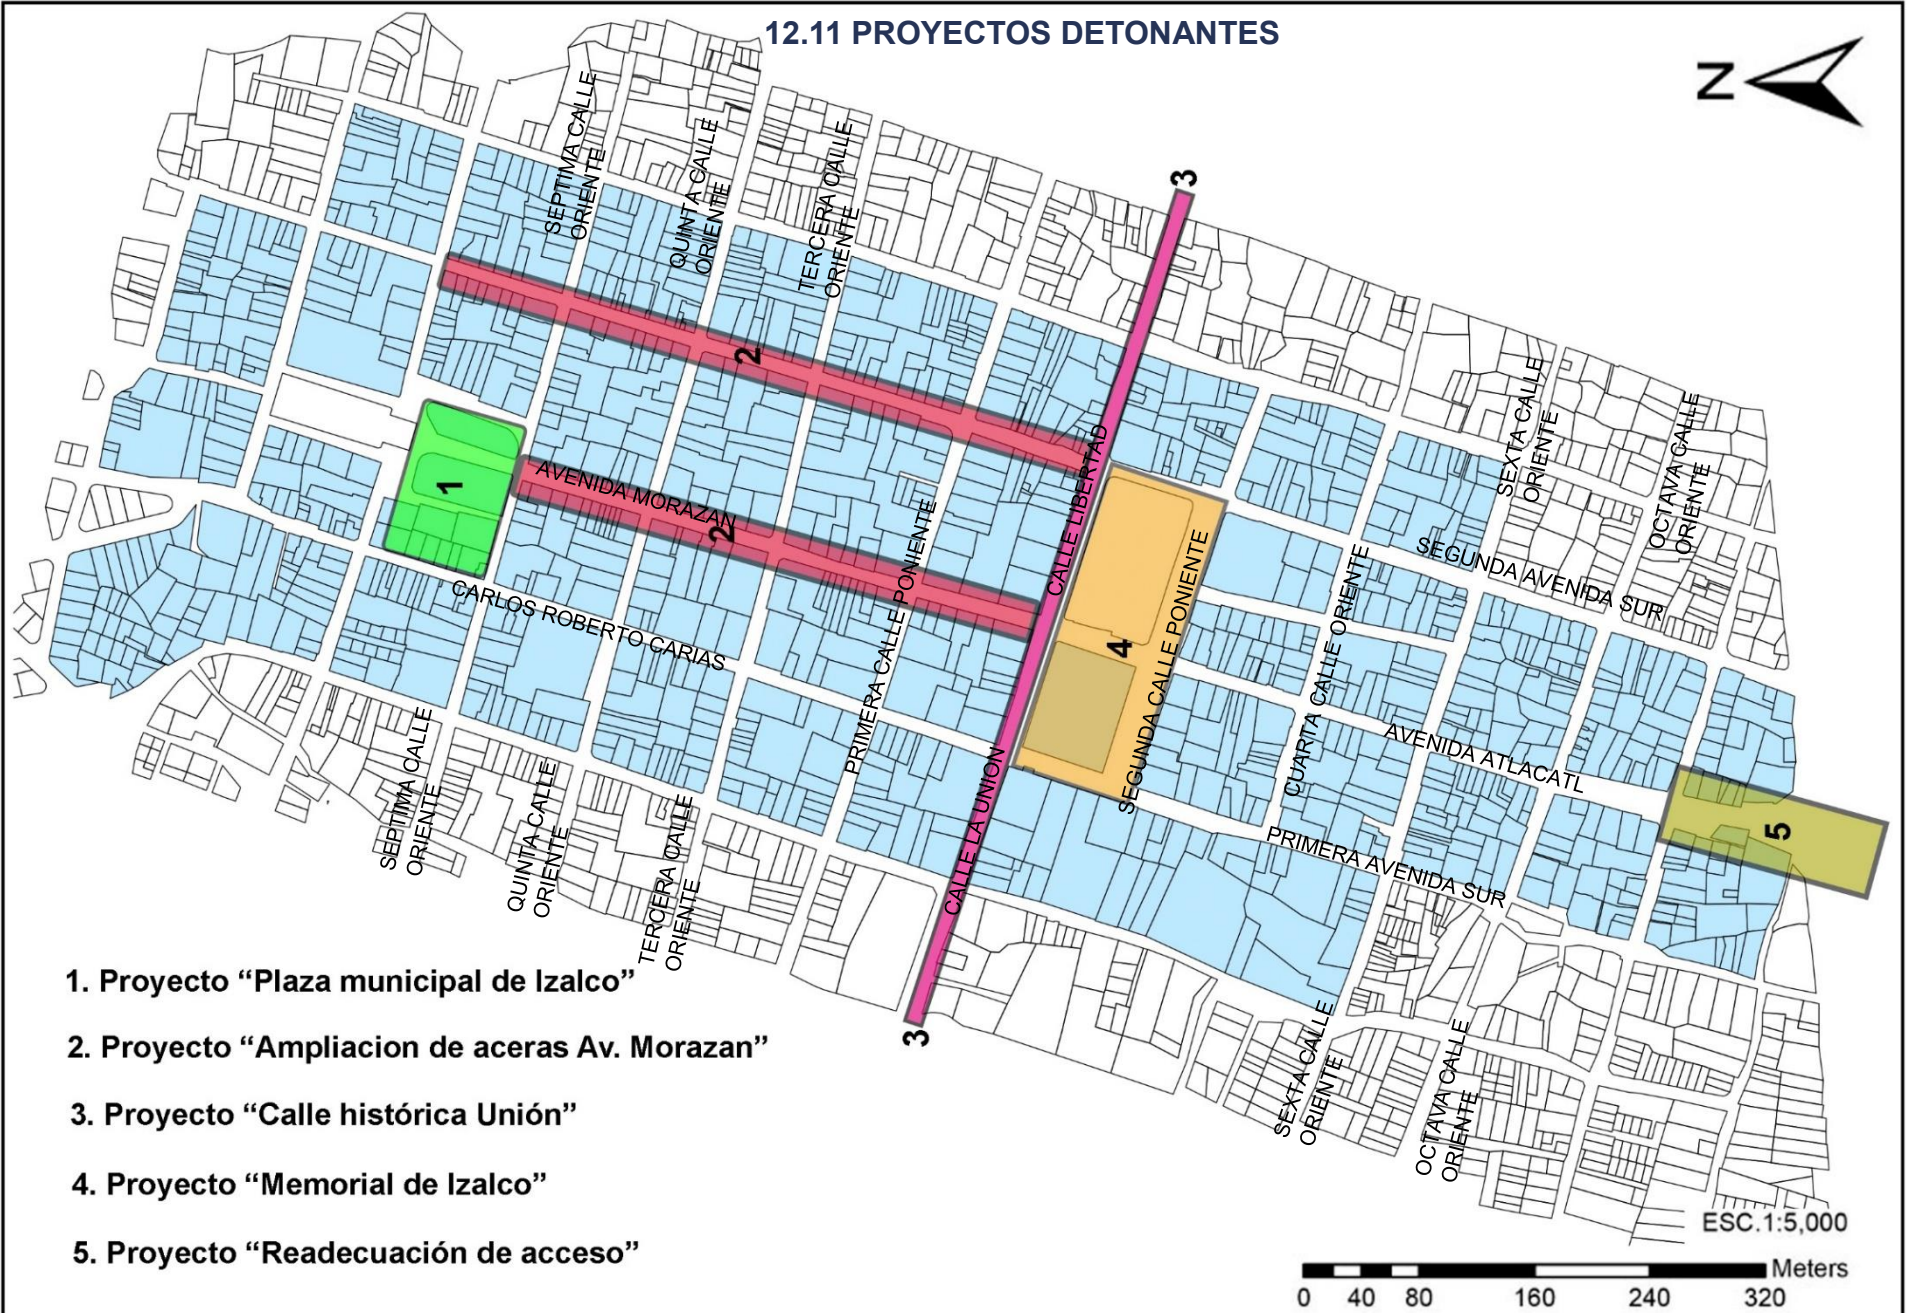 12.11 PROYECTOS DETONANTES
N
SEPTIMA CALLE
ORIENTE
QUINTA CALLE
ORIENTE
TERCERA CALLE
ORIENTE
3
2
1
AVENIDA MORAZAN
2
CALLE LIBERTAD
SEXTA CALLE
ORIENTE
OCTAVA CALLE
ORIENTE
SEGUNDA AVENIDA SUR
CARLOS ROBERTO CARIAS
PRIMERA CALLE PONIENTE
4
SEGUNDA CALLE PONIENTE
CUARTA CALLE ORIENTE
AVENIDA ATLACATL
5
SEPTIMA CALLE
ORIENTE
QUINTA CALLE
ORIENTE
TERCERA CALLE
ORIENTE
CALLE LA UNION
PRIMERA AVENIDA SUR
3
SEXTA CALLE
ORIENTE
OCTAVA CALLE
ORIENTE
1. Proyecto “Plaza municipal de Izalco”
2. Proyecto “Ampliacion de aceras Av. Morazan”
3. Proyecto “Calle histórica Unión”
4. Proyecto “Memorial de Izalco”
5. Proyecto “Readecuación de acceso”
ESC.1:5,000
Meters
0 40 80 160 240 320